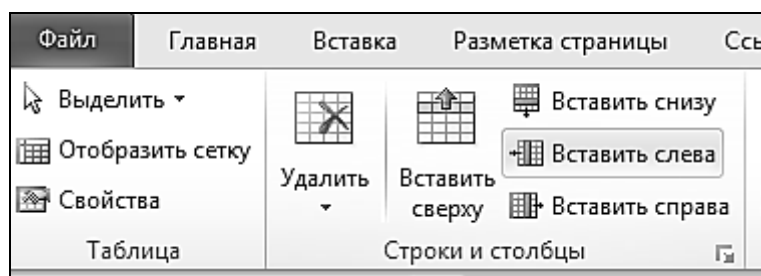 Файл Главная Вставка Разметка страницы Ссы
Выделить
Отобразить сетку
Свойства
Таблица
Удалить
Вставить
сверху
Вставить снизу
Вставить слева
Вставить справа
Строки и столбцы